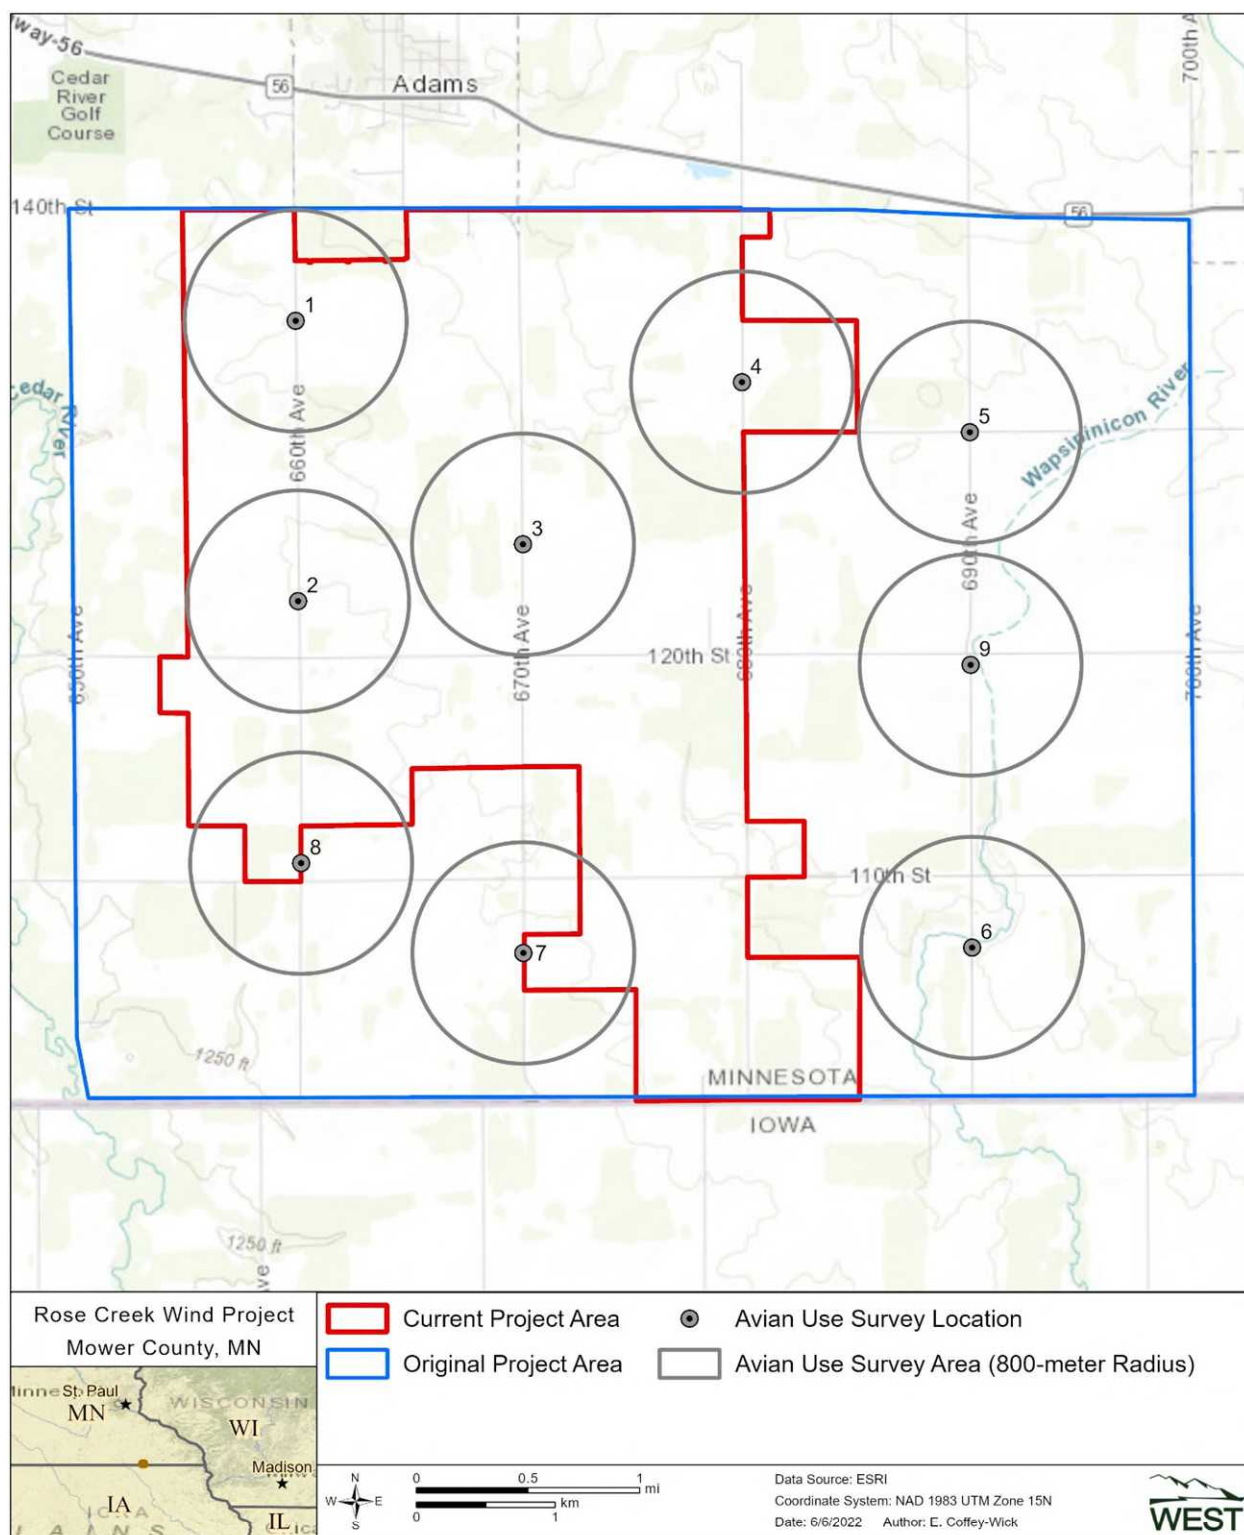 way-56
Cedar
River
Golf
Course
56
Adams
700th A
140th St
56
1
4
5
Cedar River
660th Ave
Wapsipinicon River
3
2
690th Ave
650th Ave
670th Ave
120th St
680th Ave
9
700th Ave
8
110th St
7
6
1250 ft
MINNESOTA
IOWA
1250 ft
ve
Rose Creek Wind Project
Mower County, MN
Current Project Area
Original Project Area
Avian Use Survey Location
Avian Use Survey Area (800-meter Radius)
St. Paul
MN
WISCONSIN
WI
Madison
IA
IOWA
IL
N
W E
S
0 0.5 1
mi
km
0 1
Data Source: ESRI
Coordinate System: NAD 1983 UTM Zone 15N
Date: 6/6/2022 Author: E. Coffey-Wick
WEST